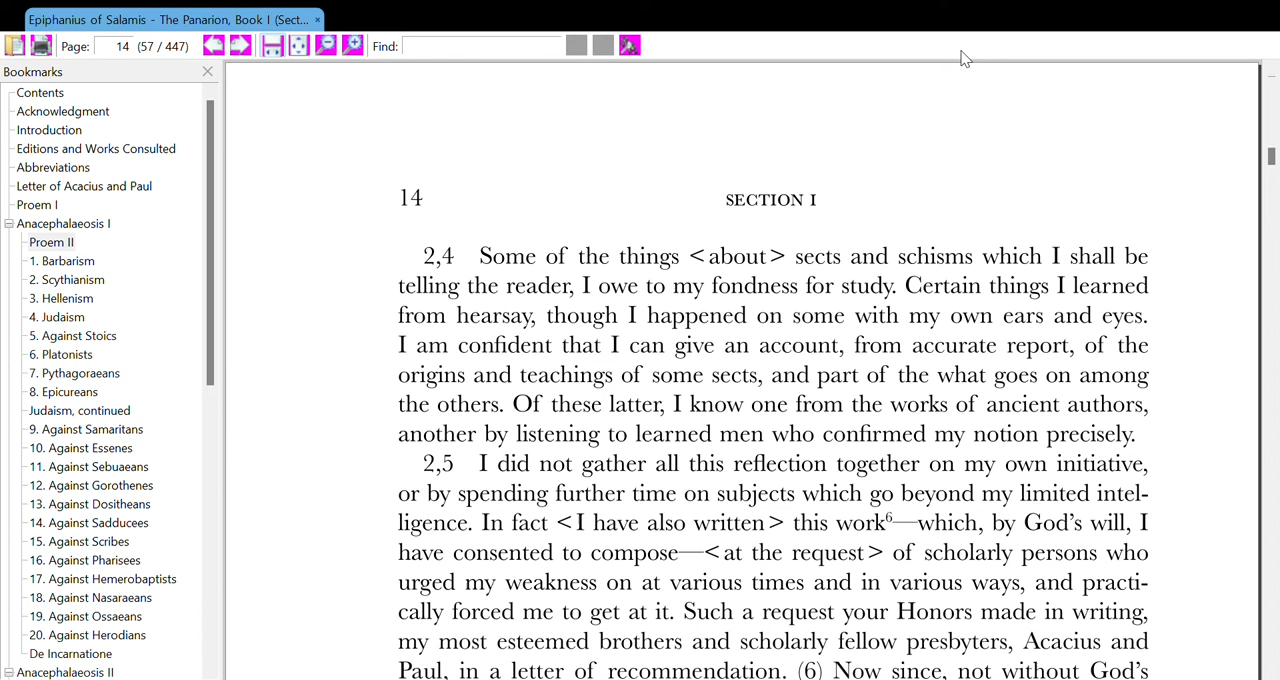 Epiphanius of Salamis - The Panarion, Book I (Sect... ×
Page: 14 (57 / 447) Find:
Bookmarks
Contents
Acknowledgment
Introduction
Editions and Works Consulted
Abbreviations
Letter of Acacius and Paul
Proem I
Anacephalaeosis I
Proem II
1. Barbarism
2. Scythianism
3. Hellenism
4. Judaism
5. Against Stoics
6. Platonists
7. Pythagoraeans
8. Epicureans
Judaism, continued
9. Against Samaritans
10. Against Essenes
11. Against Sebuaeans
12. Against Gorothenes
13. Against Dositheans
14. Against Sadducees
15. Against Scribes
16. Against Pharisees
17. Against Hemerobaptists
18. Against Nasaraeans
19. Against Ossaeans
20. Against Herodians
De Incarnatione
Anacephalaeosis II
14 SECTION I
2,4 Some of the things <about> sects and schisms which I shall be
telling the reader, I owe to my fondness for study. Certain things I learned
from hearsay, though I happened on some with my own ears and eyes.
I am confident that I can give an account, from accurate report, of the
origins and teachings of some sects, and part of the what goes on among
the others. Of these latter, I know one from the works of ancient authors,
another by listening to learned men who confirmed my notion precisely.
2,5 I did not gather all this reflection together on my own initiative,
or by spending further time on subjects which go beyond my limited intel-
ligence. In fact <I have also written> this work⁶—which, by God's will, I
have consented to compose—<at the request> of scholarly persons who
urged my weakness on at various times and in various ways, and practi-
cally forced me to get at it. Such a request your Honors made in writing,
my most esteemed brothers and scholarly fellow presbyters, Acacius and
Paul, in a letter of recommendation. (6) Now since, not without God's